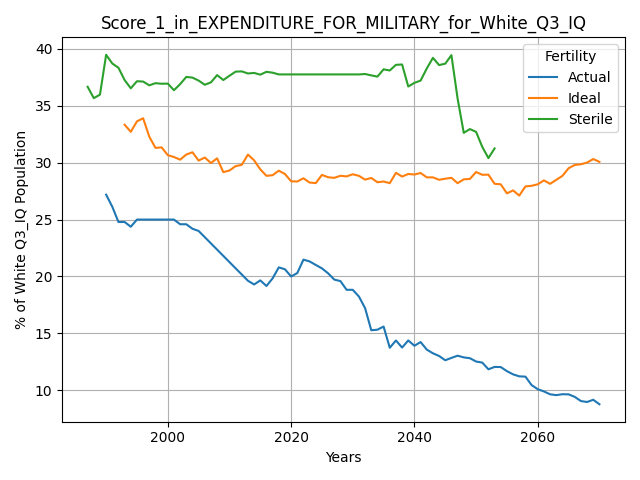 Score_1_in_EXPENDITURE_FOR_MILITARY_for_White_Q3_IQ
Fertility
Actual
Ideal
Sterile
% of White Q3_IQ Population
40
35
30
25
20
15
10
2000 2020 2040 2060
Years